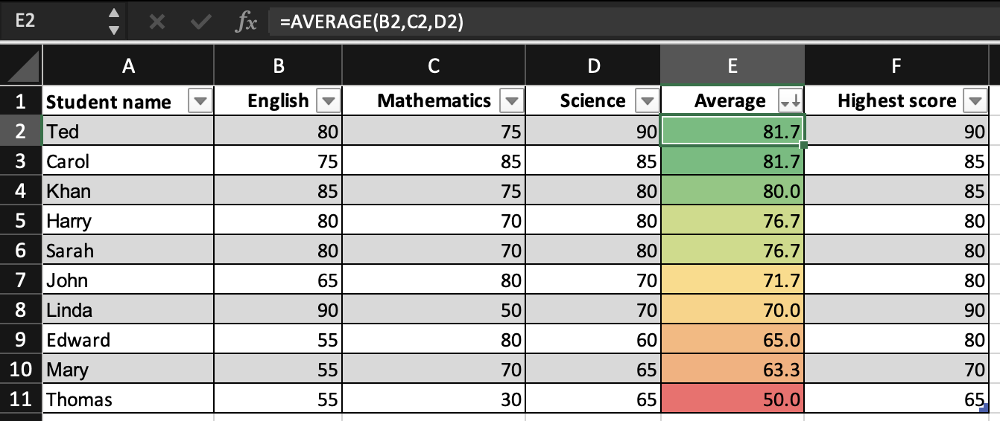 E2 fx =AVERAGE(B2,C2,D2)
A B C D E F
1 Student name English Mathematics Science Average Highest score
2 Ted 80 75 90 81.7 90
3 Carol 75 85 85 81.7 85
4 Khan 85 75 80 80.0 85
5 Harry 80 70 80 76.7 80
6 Sarah 80 70 80 76.7 80
7 John 65 80 70 71.7 80
8 Linda 90 50 70 70.0 90
9 Edward 55 80 60 65.0 80
10 Mary 55 70 65 63.3 70
11 Thomas 55 30 65 50.0 65